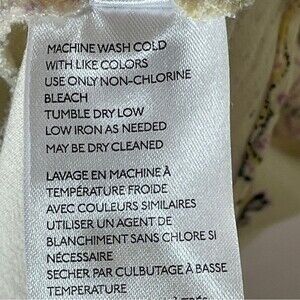 MACHINE WASH COLD
WITH LIKE COLORS
USE ONLY NON-CHLORINE
BLEACH
TUMBLE DRY LOW
LOW IRON AS NEEDED
MAY BE DRY CLEANED
LAVAGE EN MACHINE À
TEMPÉRATURE FROIDE
AVEC COULEURS SIMILAIRES
UTILISER UN AGENT DE
BLANCHIMENT SANS CHLORE SI
NÉCESSAIRE
SECHER PAR CULBUTAGE À BASSE
TEMPERATURE